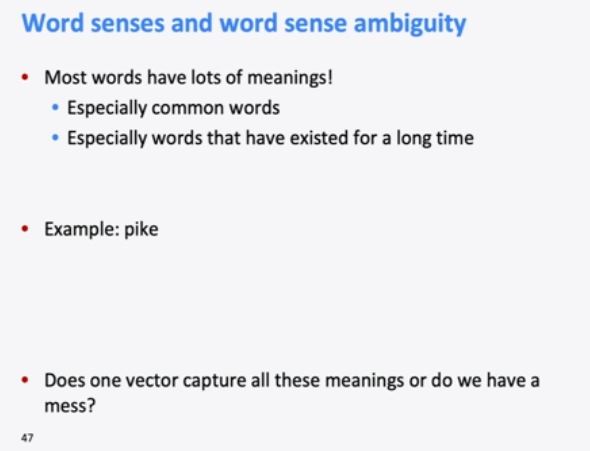 Word senses and word sense ambiguity
• Most words have lots of meanings!
• Especially common words
• Especially words that have existed for a long time
• Example: pike
• Does one vector capture all these meanings or do we have a
mess?
47